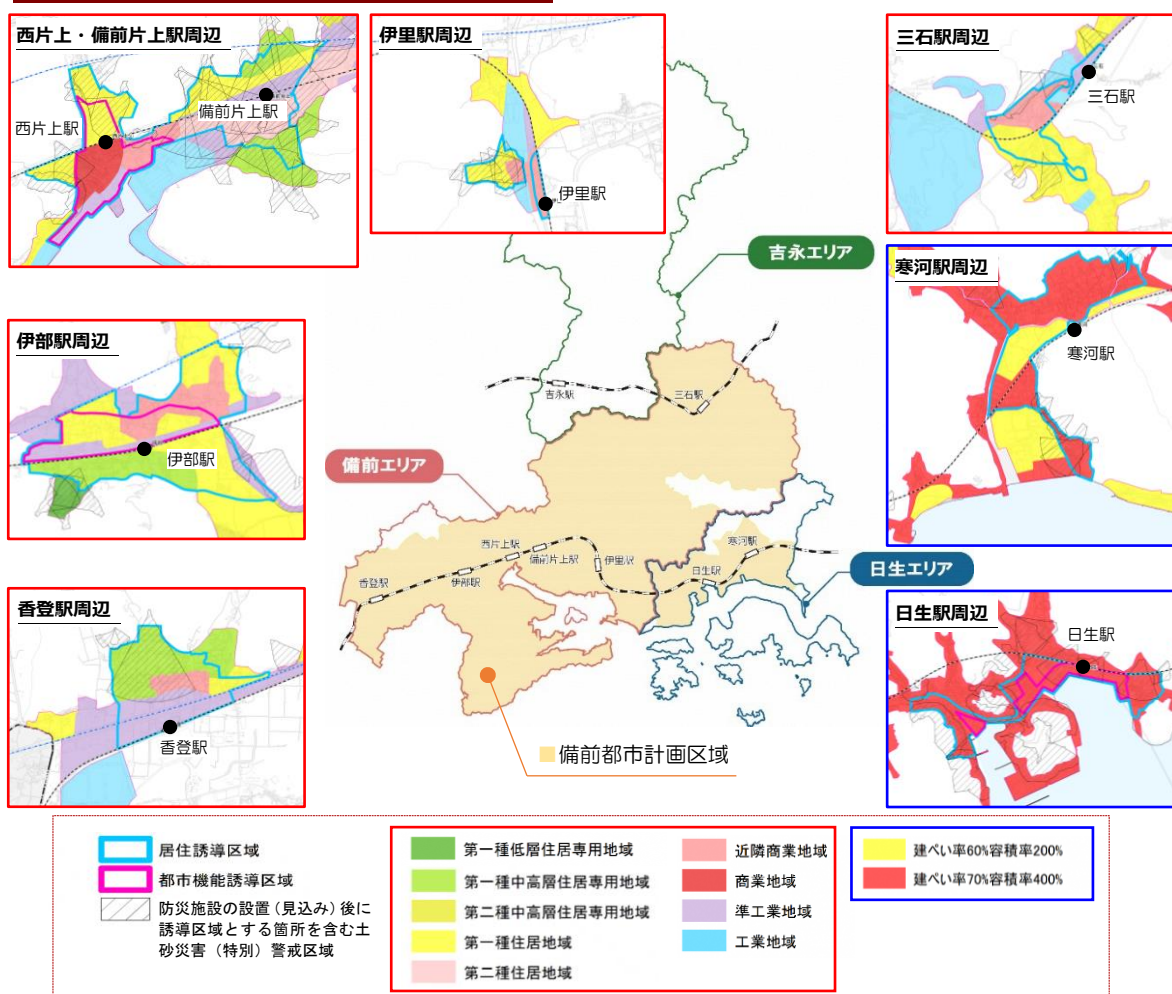 西片上・備前片上駅周辺
備前片上駅
西片上駅
伊里駅周辺
伊里駅
三石駅周辺
三石駅
吉永エリア
寒河駅周辺
寒河駅
伊部駅周辺
伊部駅
吉永駅
三石駅
備前エリア
西片上駅
備前片上駅
伊里駅
寒河駅
香登駅
伊部駅
日生駅
日生エリア
香登駅周辺
香登駅
日生駅周辺
日生駅
備前都市計画区域
居住誘導区域
都市機能誘導区域
防災施設の設置（見込み）後に
誘導区域とする箇所を含む土
砂災害（特別）警戒区域
第一種低層住居専用地域
第一種中高層住居専用地域
第二種中高層住居専用地域
第一種住居地域
第二種住居地域
近隣商業地域
商業地域
準工業地域
工業地域
建ぺい率60%容積率200%
建ぺい率70%容積率400%